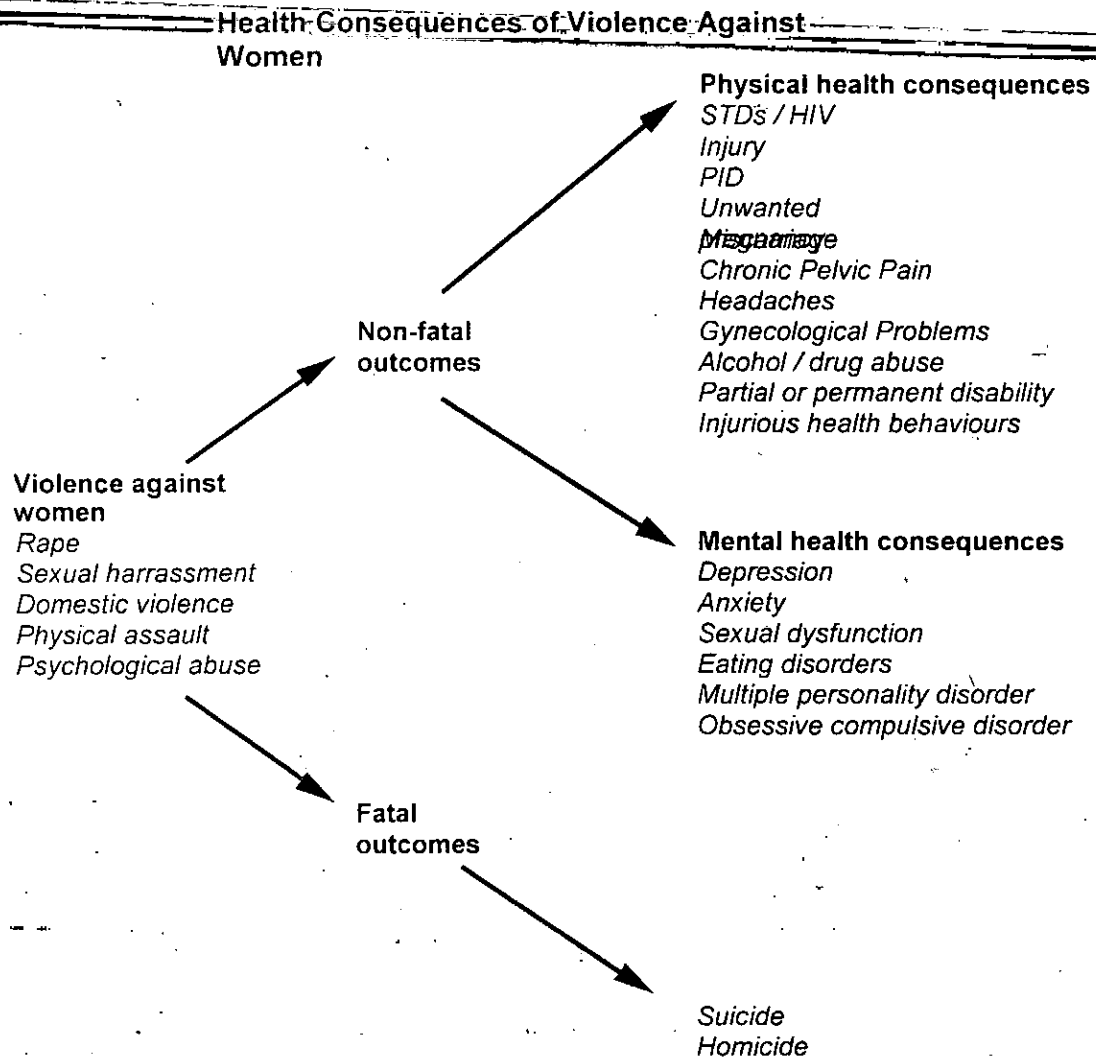 Health Consequences of Violence Against
Women
Physical health consequences
STDs / HIV
Injury
PID
Unwanted
pregnancy
Miscarriage
Chronic Pelvic Pain
Headaches
Gynecological Problems
Alcohol / drug abuse
Partial or permanent disability
Injurious health behaviours
Non-fatal
outcomes
Violence against
women
Rape
Sexual harrassment
Domestic violence
Physical assault
Psychological abuse
Mental health consequences
Depression
Anxiety
Sexual dysfunction
Eating disorders
Multiple personality disorder
Obsessive compulsive disorder
Fatal
outcomes
Suicide
Homicide